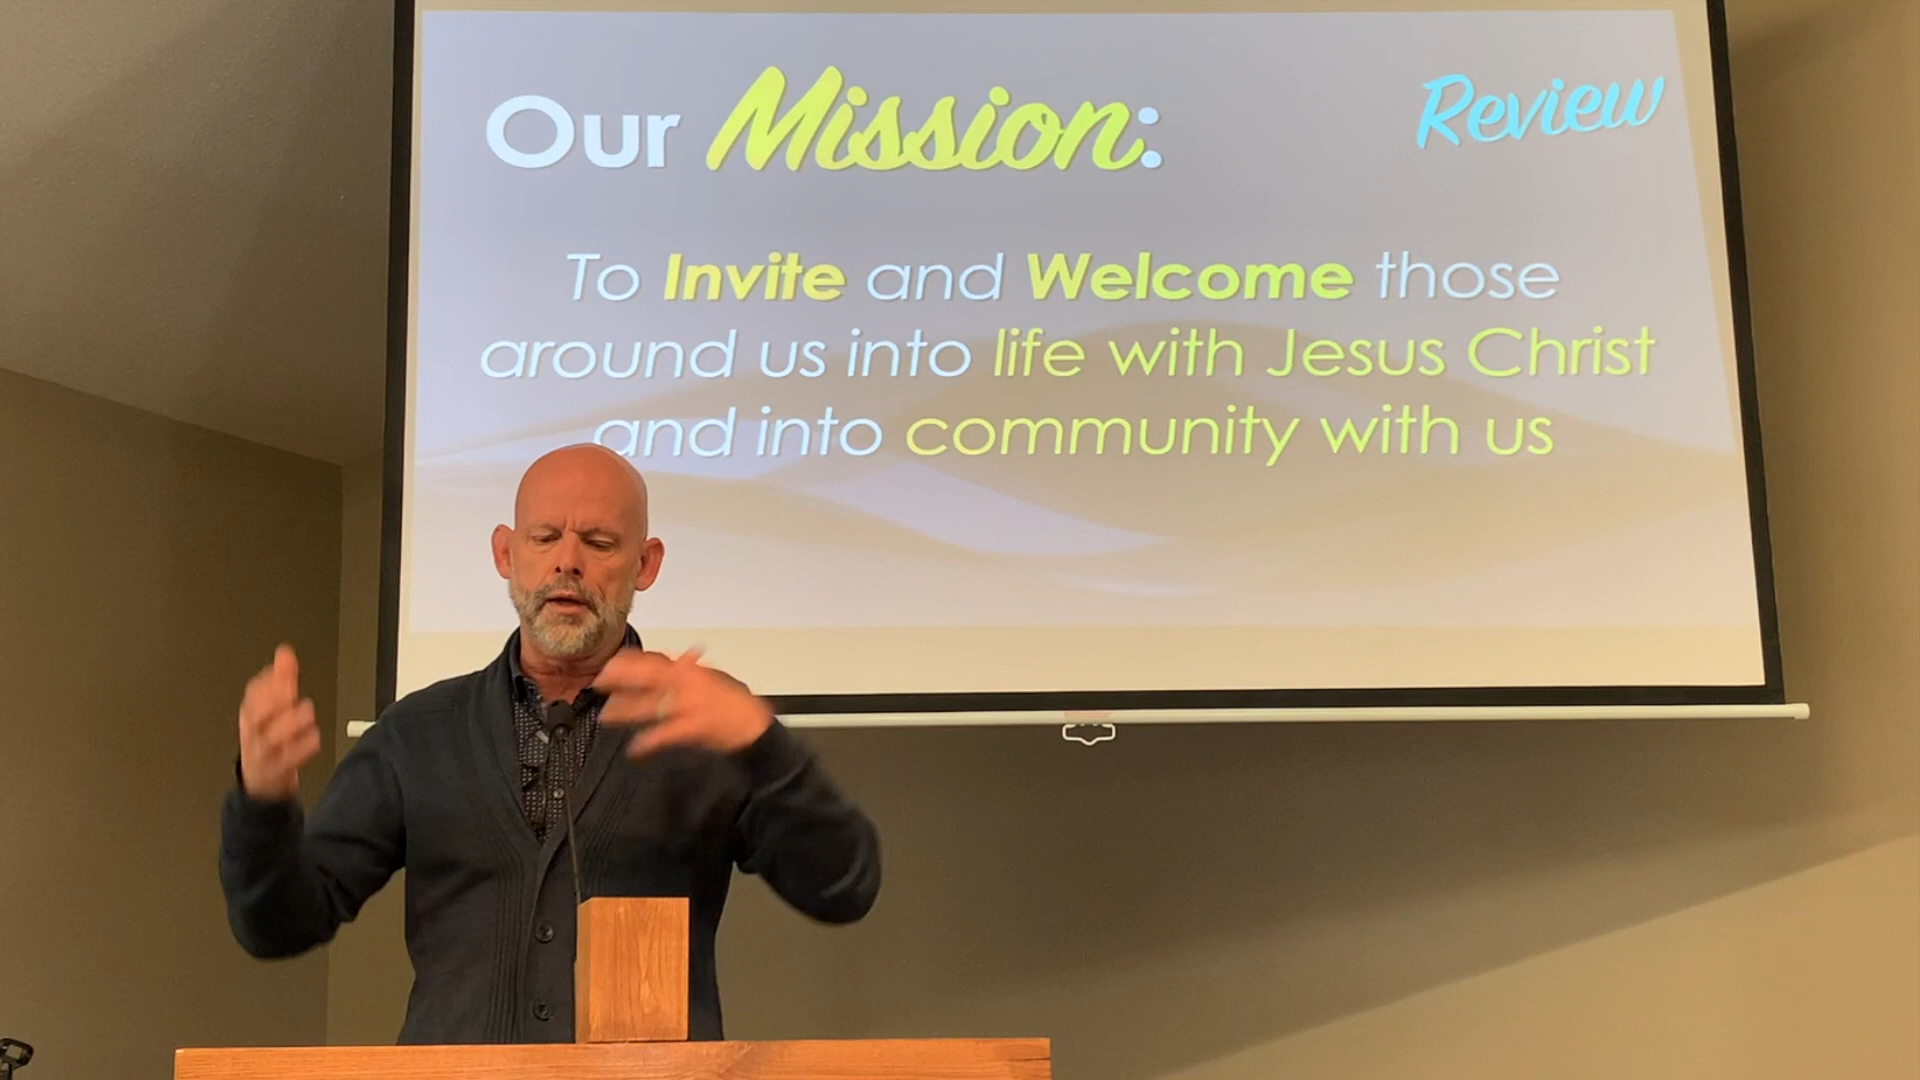 Our Mission:
Review
To Invite and Welcome those
around us into life with Jesus Christ
and into community with us